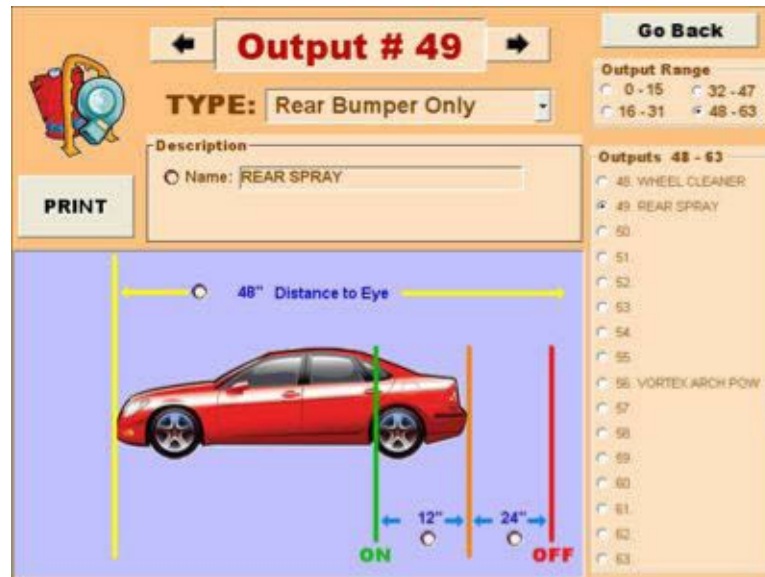 Output # 49
Go Back
TYPE: Rear Bumper Only
Output Range
0 - 15
32 - 47
16 - 31
48 - 63
Description
Name: REAR SPRAY
PRINT
Outputs 48 - 63
48. WHEEL CLEANER
49. REAR SPRAY
50.
51.
52.
53.
54.
55.
56. VORTEX ARCH POW
57.
58.
59.
60.
61.
62.
63.
48" Distance to Eye
12"
24"
ON
OFF